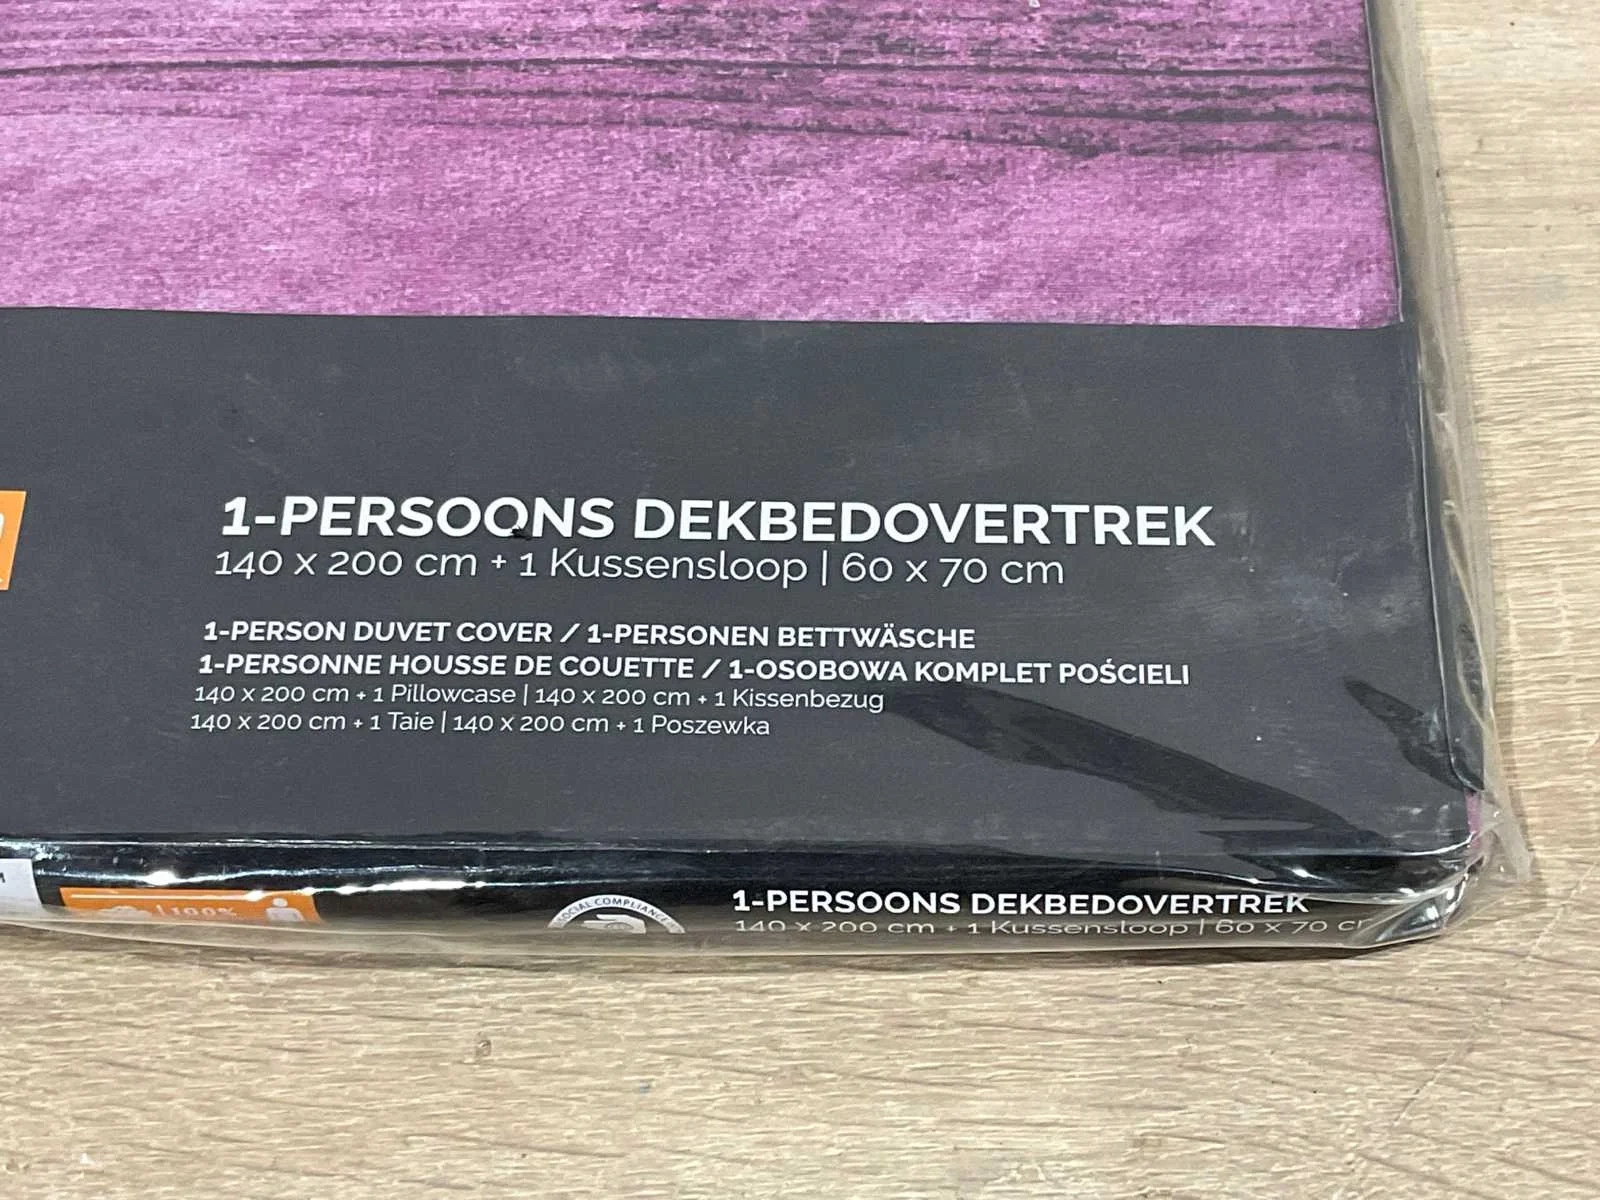 1-PERSOONS DEKBEDOVERTREK
140 x 200 cm + 1 Kussensloop | 60 x 70 cm
1-PERSON DUVET COVER / 1-PERSONEN BETTWÄSCHE
1-PERSONNE HOUSSE DE COUETTE / 1-OSOBOWA KOMPLET POŚCIELI
140 x 200 cm + 1 Pillowcase | 140 x 200 cm + 1 Kissenbezug
140 x 200 cm + 1 Taie | 140 x 200 cm + 1 Poszewka
100%
SOCIAL COMPLIANCE
1-PERSOONS DEKBEDOVERTREK
140 x 200 cm + 1 Kussensloop | 60 x 70